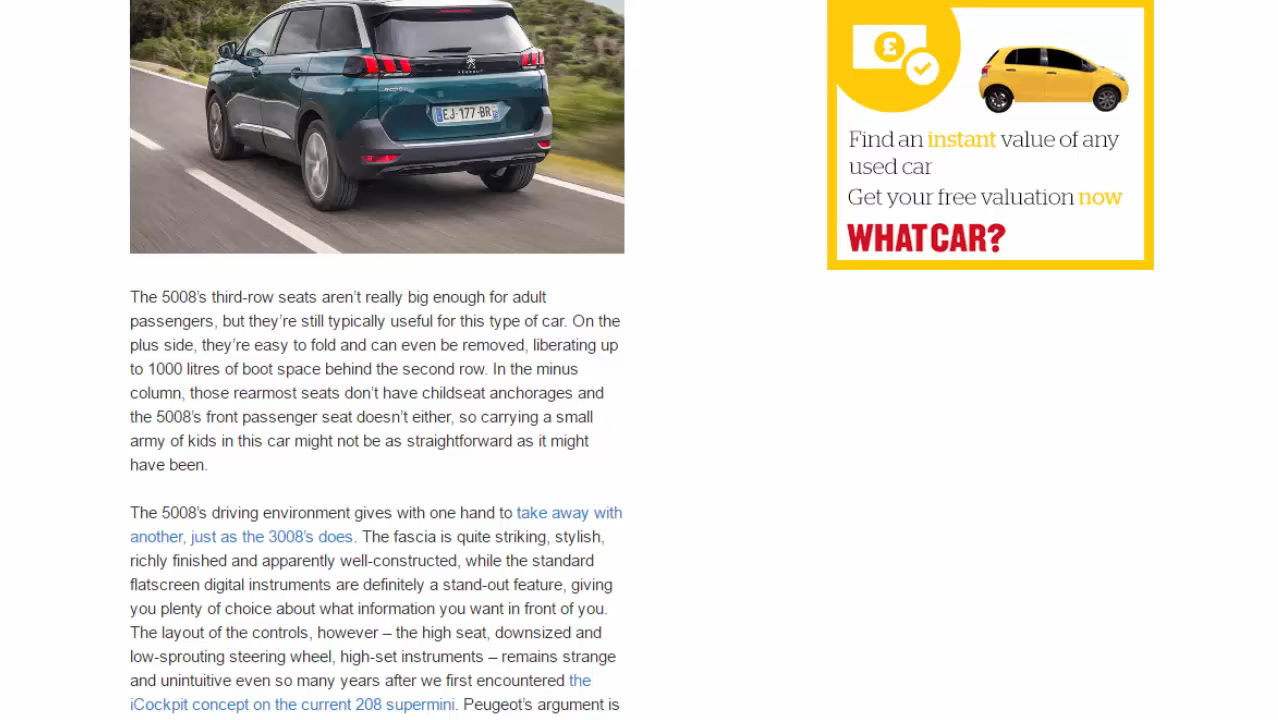 EJ-177-BR
£
Find an instant value of any
used car
Get your free valuation now
WHAT CAR?
The 5008’s third-row seats aren’t really big enough for adult
passengers, but they’re still typically useful for this type of car. On the
plus side, they’re easy to fold and can even be removed, liberating up
to 1000 litres of boot space behind the second row. In the minus
column, those rearmost seats don’t have childseat anchorages and
the 5008’s front passenger seat doesn’t either, so carrying a small
army of kids in this car might not be as straightforward as it might
have been.
The 5008’s driving environment gives with one hand to take away with
another, just as the 3008’s does. The fascia is quite striking, stylish,
richly finished and apparently well-constructed, while the standard
flatscreen digital instruments are definitely a stand-out feature, giving
you plenty of choice about what information you want in front of you.
The layout of the controls, however – the high seat, downsized and
low-sprouting steering wheel, high-set instruments – remains strange
and unintuitive even so many years after we first encountered the
iCockpit concept on the current 208 supermini. Peugeot’s argument is